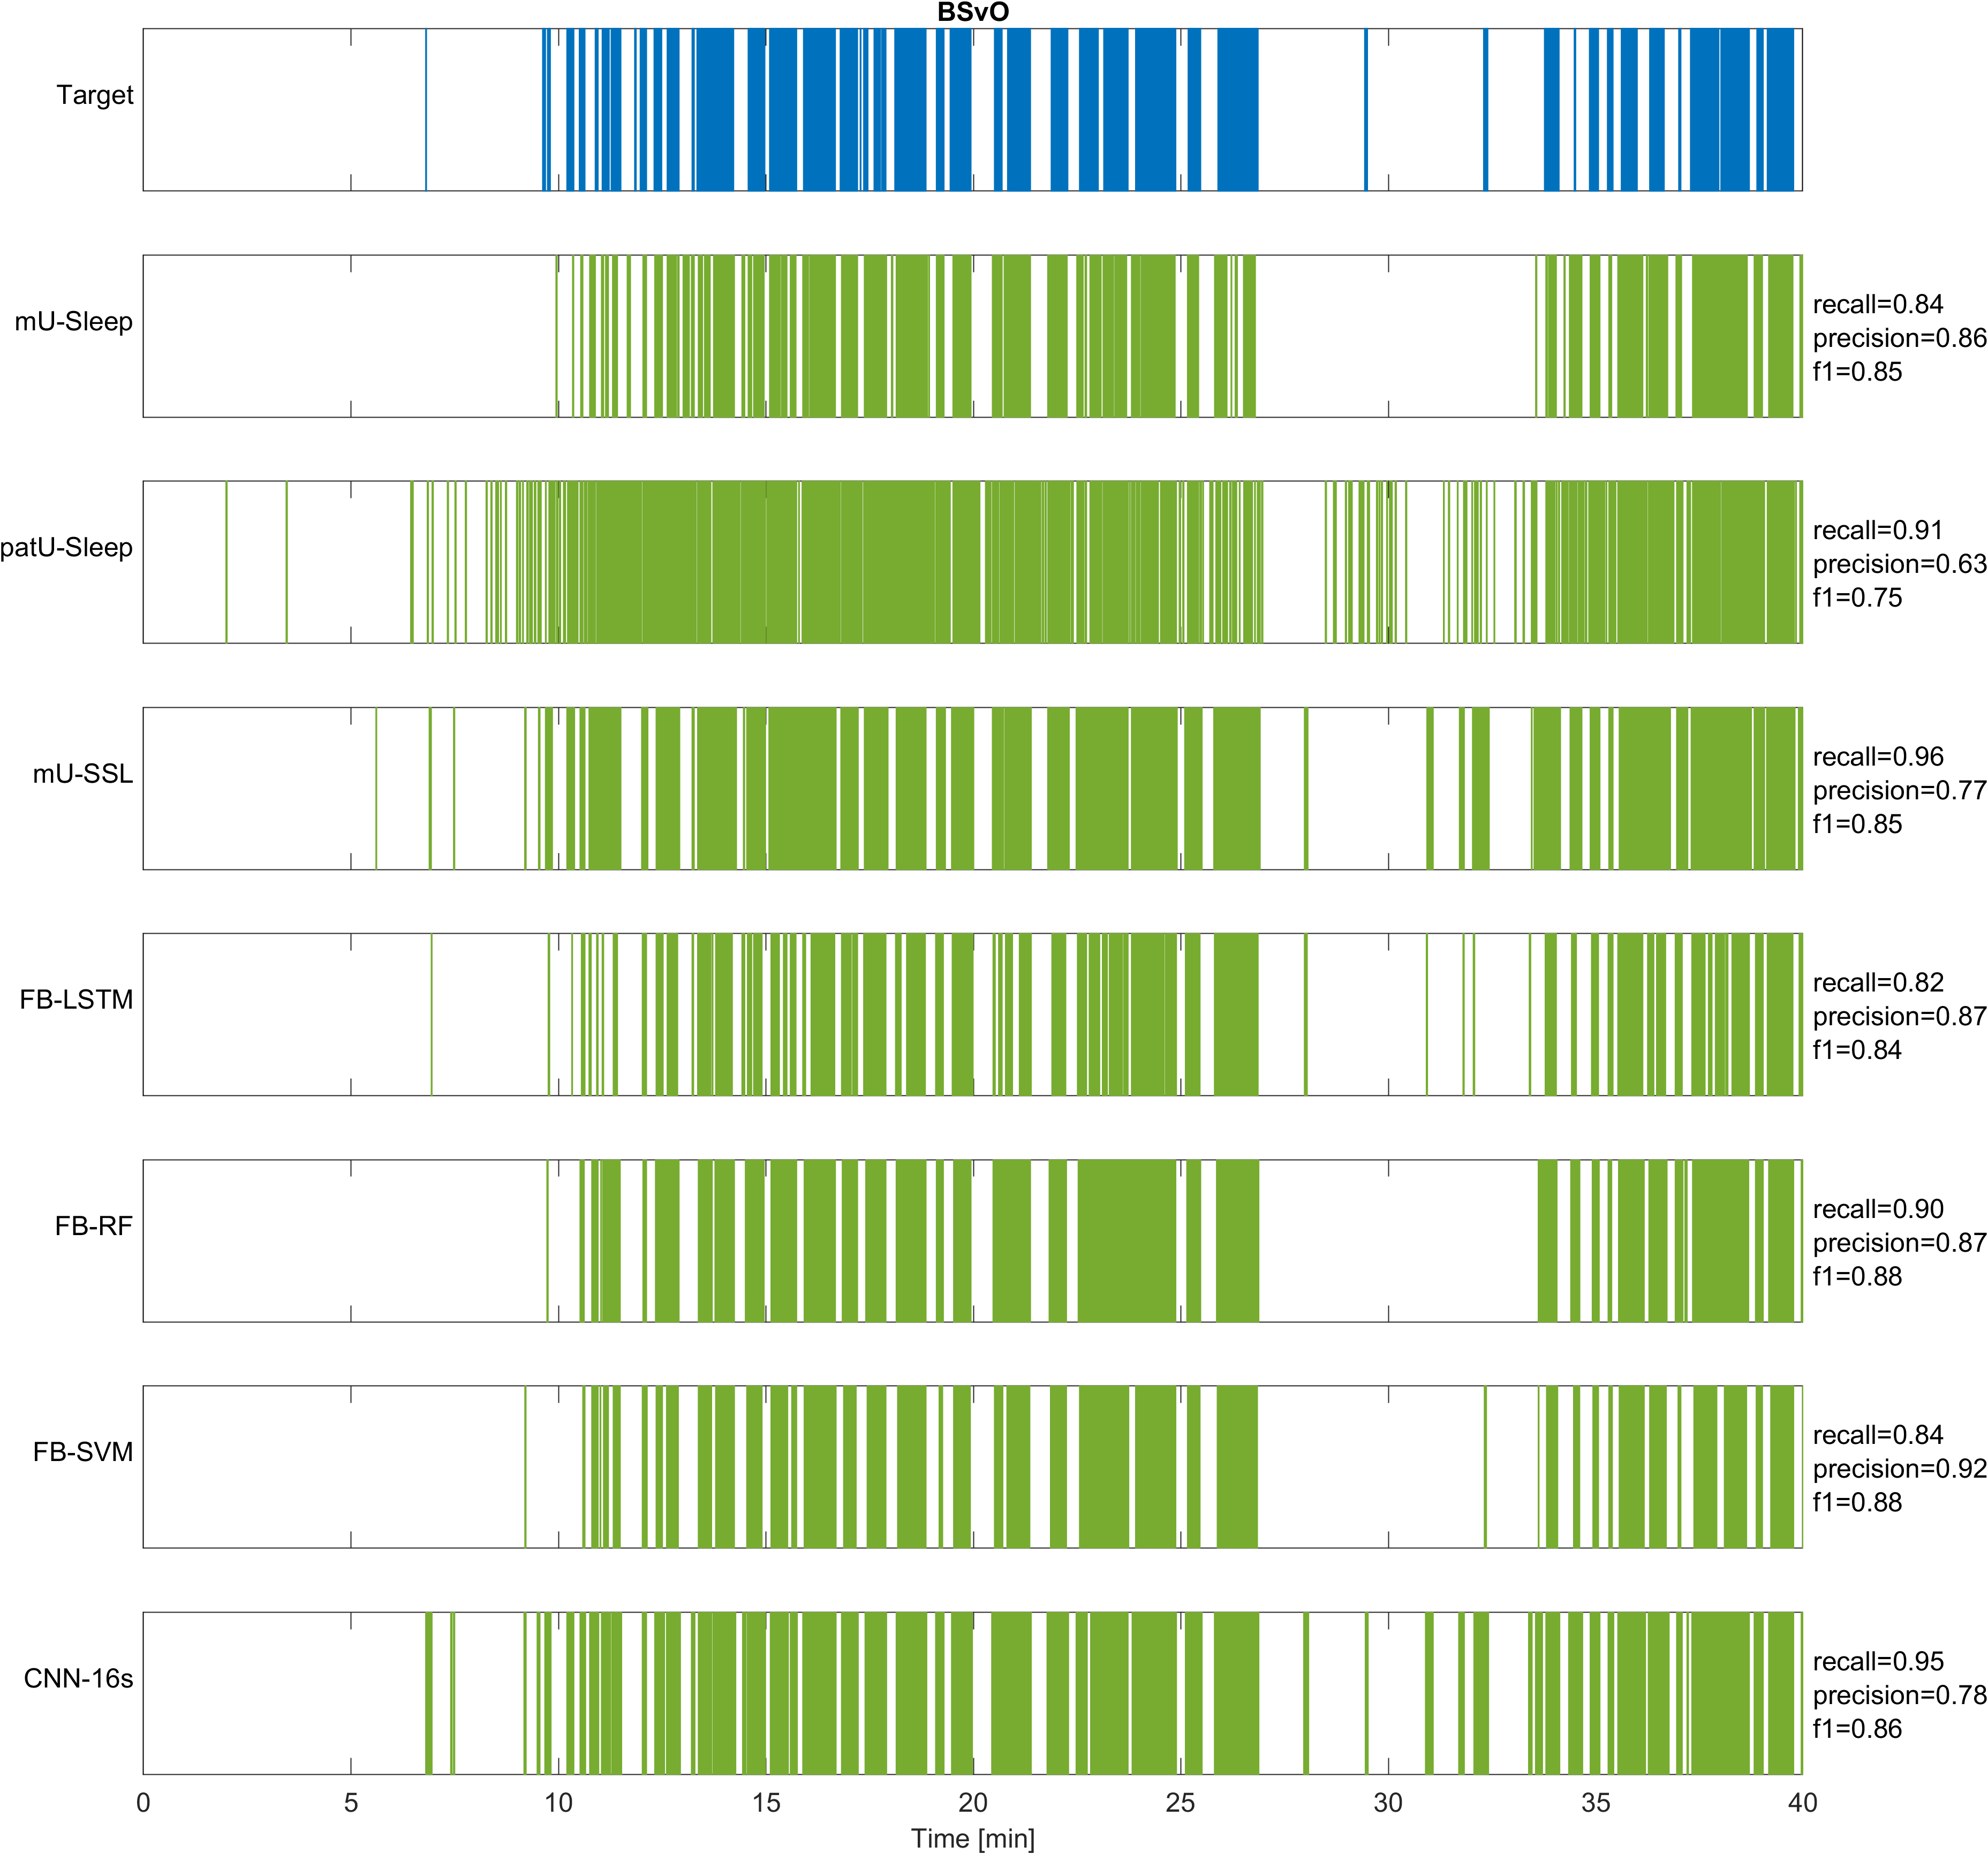 BSvO
Target
mU-Sleep
recall=0.84
precision=0.86
f1=0.85
patU-Sleep
recall=0.91
precision=0.63
f1=0.75
mU-SSL
recall=0.96
precision=0.77
f1=0.85
FB-LSTM
recall=0.82
precision=0.87
f1=0.84
FB-RF
recall=0.90
precision=0.87
f1=0.88
FB-SVM
recall=0.84
precision=0.92
f1=0.88
CNN-16s
recall=0.95
precision=0.78
f1=0.86
0 5 10 15 20 25 30 35 40
Time [min]